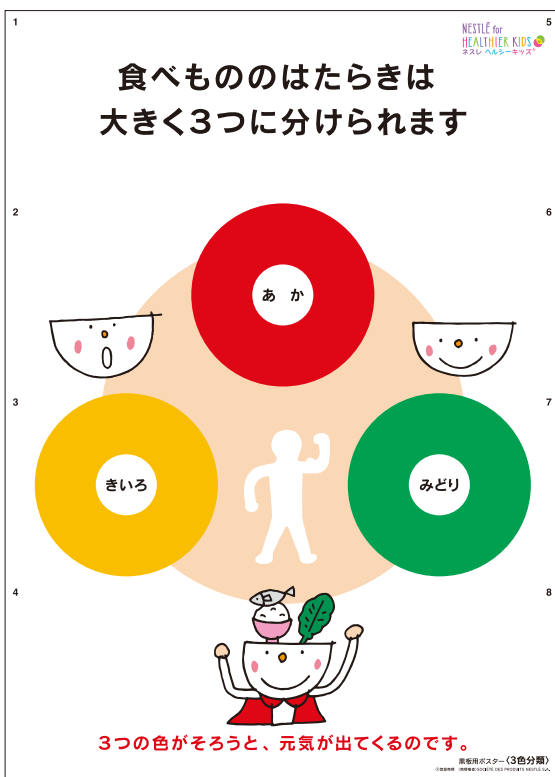 1
5
NESTLÉ for
HEALTHIER KIDS
ネスレ ヘルシーキッズ®
食べもののはたらきは
大きく3つに分けられます
2
6
あ か
3
7
きいろ
みどり
4
8
3つの色がそろうと、元気が出てくるのです。
黒板用ポスター〈3色分類〉
SOCIÉTÉ DES PRODUITS NESTLÉ S.A.